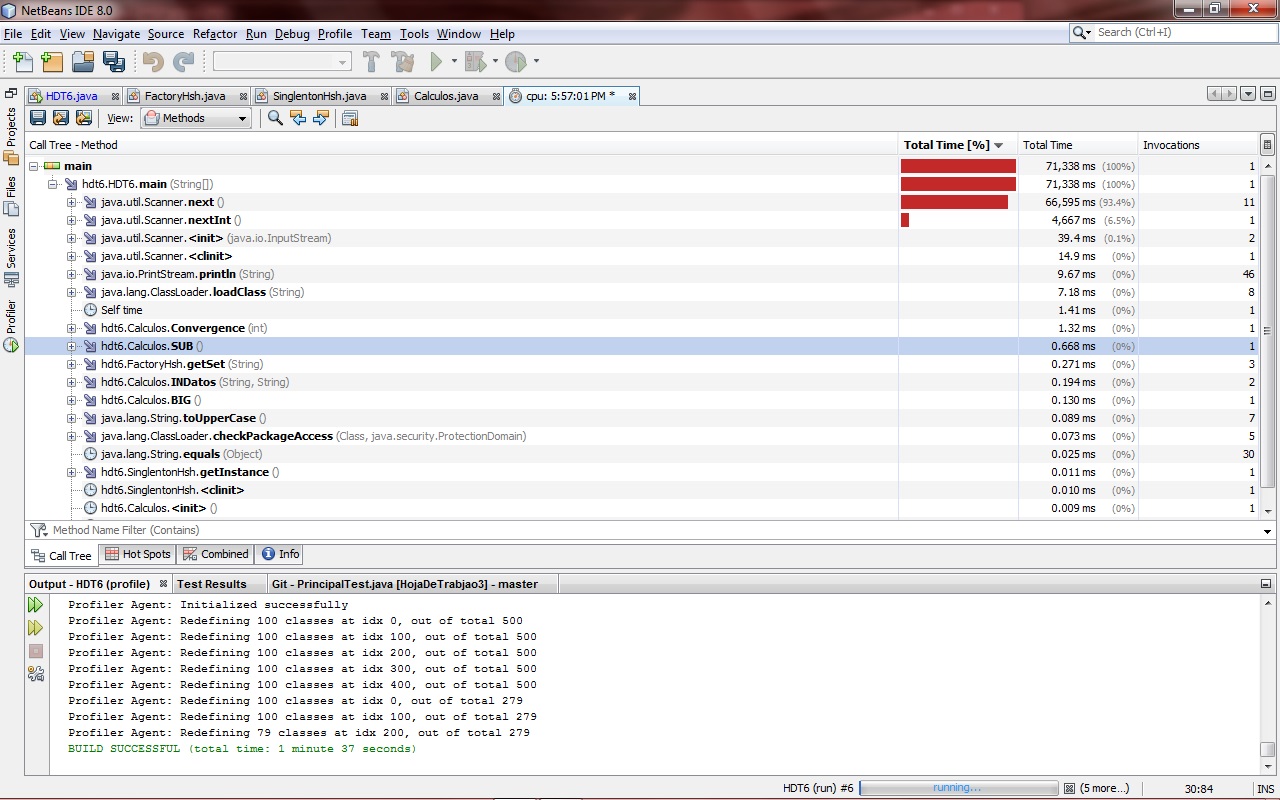 NetBeans IDE 8.0
File Edit View Navigate Source Refactor Run Debug Profile Team Tools Window Help
Search (Ctrl+I)
HDT6.java FactoryHsh.java SinglentonHsh.java Calculos.java cpu: 5:57:01 PM *
View: Methods
Projects
Files
Services
Profiler
Call Tree - Method Total Time [%] Total Time Invocations
main 71,338 ms (100%) 1
hdt6.HDT6.main (String[]) 71,338 ms (100%) 1
java.util.Scanner.next () 66,595 ms (93.4%) 11
java.util.Scanner.nextInt () 4,667 ms (6.5%) 1
java.util.Scanner.<init> (java.io.InputStream) 39.4 ms (0.1%) 2
java.util.Scanner.<clinit> 14.9 ms (0%) 1
java.io.PrintStream.println (String) 9.67 ms (0%) 46
java.lang.ClassLoader.loadClass (String) 7.18 ms (0%) 8
Self time 1.41 ms (0%) 1
hdt6.Calculos.Convergence (int) 1.32 ms (0%) 1
hdt6.Calculos.SUB () 0.668 ms (0%) 1
hdt6.FactoryHsh.getSet (String) 0.271 ms (0%) 3
hdt6.Calculos.INDatos (String, String) 0.194 ms (0%) 2
hdt6.Calculos.BIG () 0.130 ms (0%) 1
java.lang.String.toUpperCase () 0.089 ms (0%) 7
java.lang.ClassLoader.checkPackageAccess (Class, java.security.ProtectionDomain) 0.073 ms (0%) 5
java.lang.String.equals (Object) 0.025 ms (0%) 30
hdt6.SinglentonHsh.getInstance () 0.011 ms (0%) 1
hdt6.SinglentonHsh.<clinit> 0.010 ms (0%) 1
hdt6.Calculos.<init> () 0.009 ms (0%) 1
Method Name Filter (Contains)
Call Tree Hot Spots Combined Info
Output - HDT6 (profile) Test Results Git - PrincipalTest.java [HojaDeTrabjao3] - master
Profiler Agent: Initialized successfully
Profiler Agent: Redefining 100 classes at idx 0, out of total 500
Profiler Agent: Redefining 100 classes at idx 100, out of total 500
Profiler Agent: Redefining 100 classes at idx 200, out of total 500
Profiler Agent: Redefining 100 classes at idx 300, out of total 500
Profiler Agent: Redefining 100 classes at idx 400, out of total 500
Profiler Agent: Redefining 100 classes at idx 0, out of total 279
Profiler Agent: Redefining 100 classes at idx 100, out of total 279
Profiler Agent: Redefining 79 classes at idx 200, out of total 279
BUILD SUCCESSFUL (total time: 1 minute 37 seconds)
HDT6 (run) #6 running... (5 more...) 30:84 INS